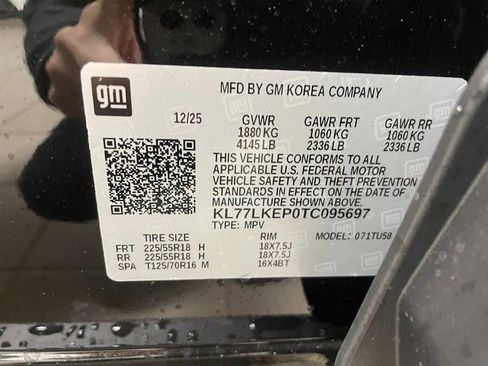 gm
MFD BY GM KOREA COMPANY
12/25 GVWR GAWR FRT GAWR RR
1880 KG 1060 KG 1060 KG
4145 LB 2336 LB 2336 LB
THIS VEHICLE CONFORMS TO ALL
APPLICABLE U.S. FEDERAL MOTOR
VEHICLE SAFETY AND THEFT PREVENTION
STANDARDS IN EFFECT ON THE DATE OF
MANUFACTURE SHOWN ABOVE.
KL77LKEP0TC095697
TYPE: MPV
TIRE SIZE RIM MODEL: 071TU58
FRT 225/55R18 H 18X7.5J
RR 225/55R18 H 18X7.5J
SPA T125/70R16 M 16X4BT